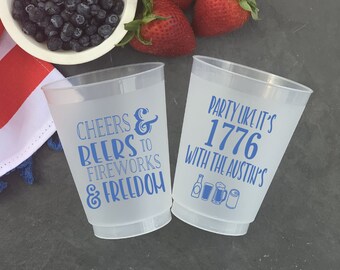 CHEERS &
BEERS TO
FIREWORKS
& FREEDOM
PARTY LIKE IT'S
1776
WITH THE AUSTIN'S